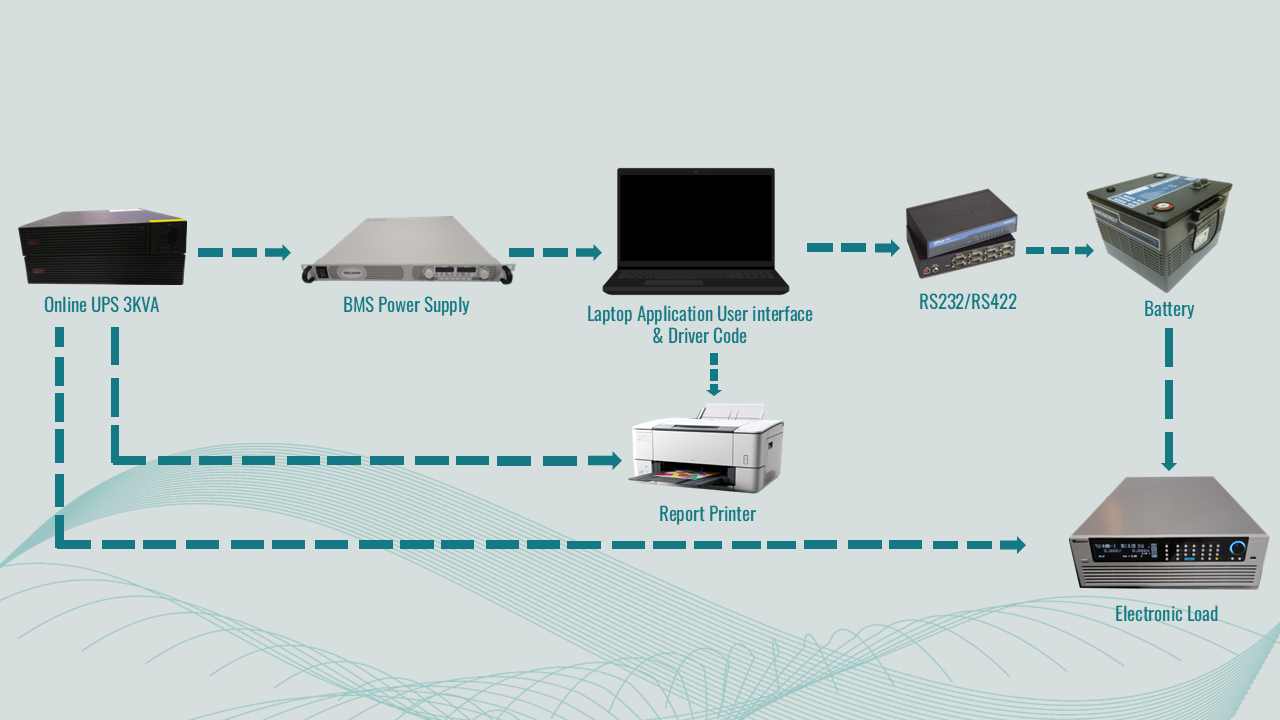 Online UPS 3KVA
BMS Power Supply
Laptop Application User interface
& Driver Code
RS232/RS422
Battery
Report Printer
Electronic Load